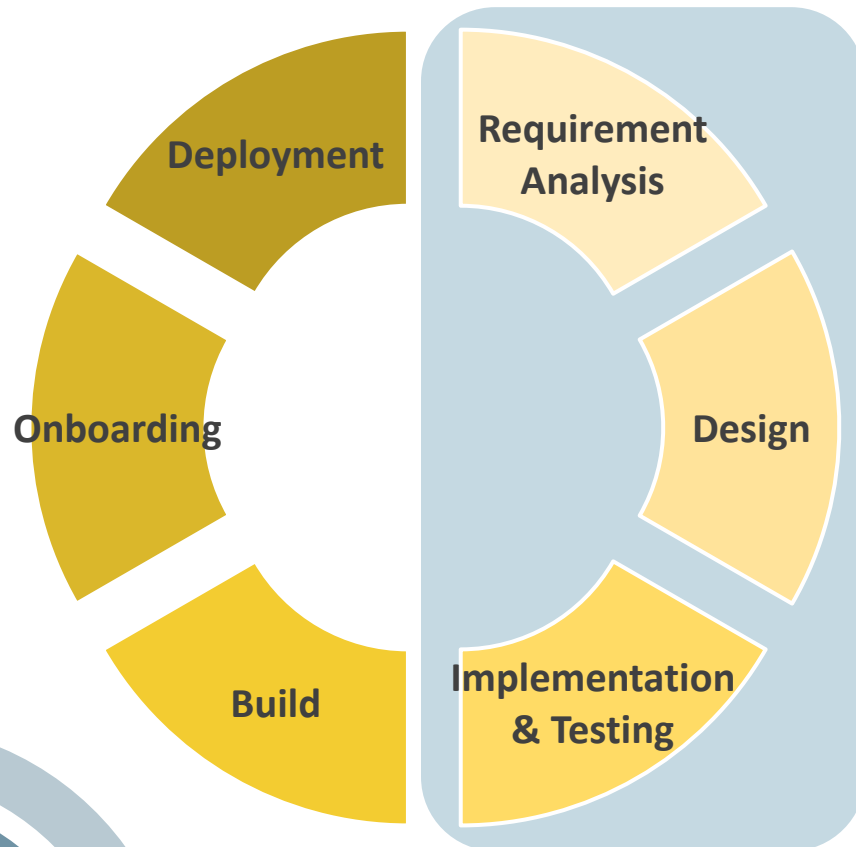 Deployment
Requirement
Analysis
Onboarding
Design
Build
Implementation
& Testing